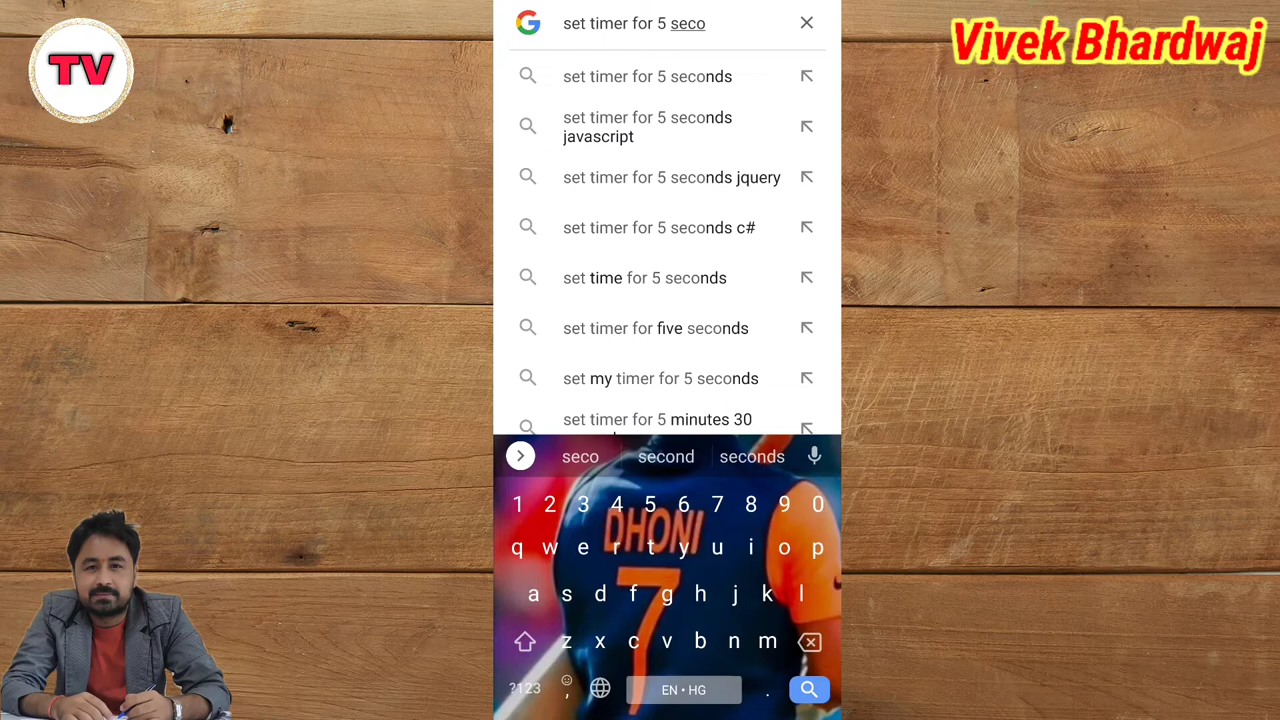 TV
Vivek Bhardwaj
set timer for 5 seco
set timer for 5 seconds
set timer for 5 seconds
javascript
set timer for 5 seconds jquery
set timer for 5 seconds c#
set time for 5 seconds
set timer for five seconds
set my timer for 5 seconds
set timer for 5 minutes 30
seco second seconds
1 2 3 4 5 6 7 8 9 0
DHONI
q w e r t y u i o p
7
a s d f g h j k l
z x c v b n m
?123 , EN • HG .